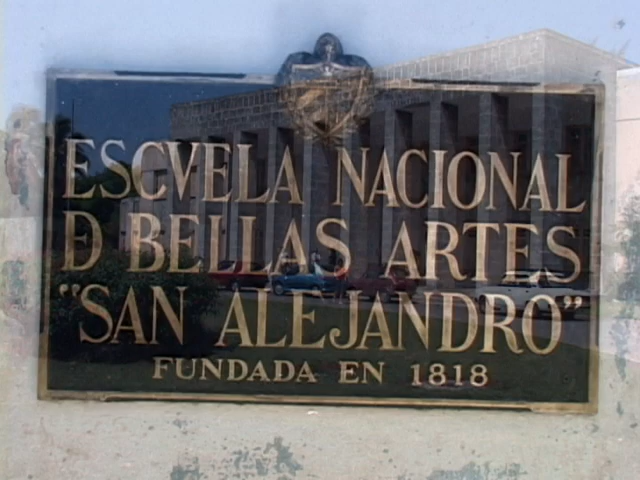 ESCVELA NACIONAL
D BELLAS ARTES
"SAN ALEJANDRO"
FUNDADA EN 1818